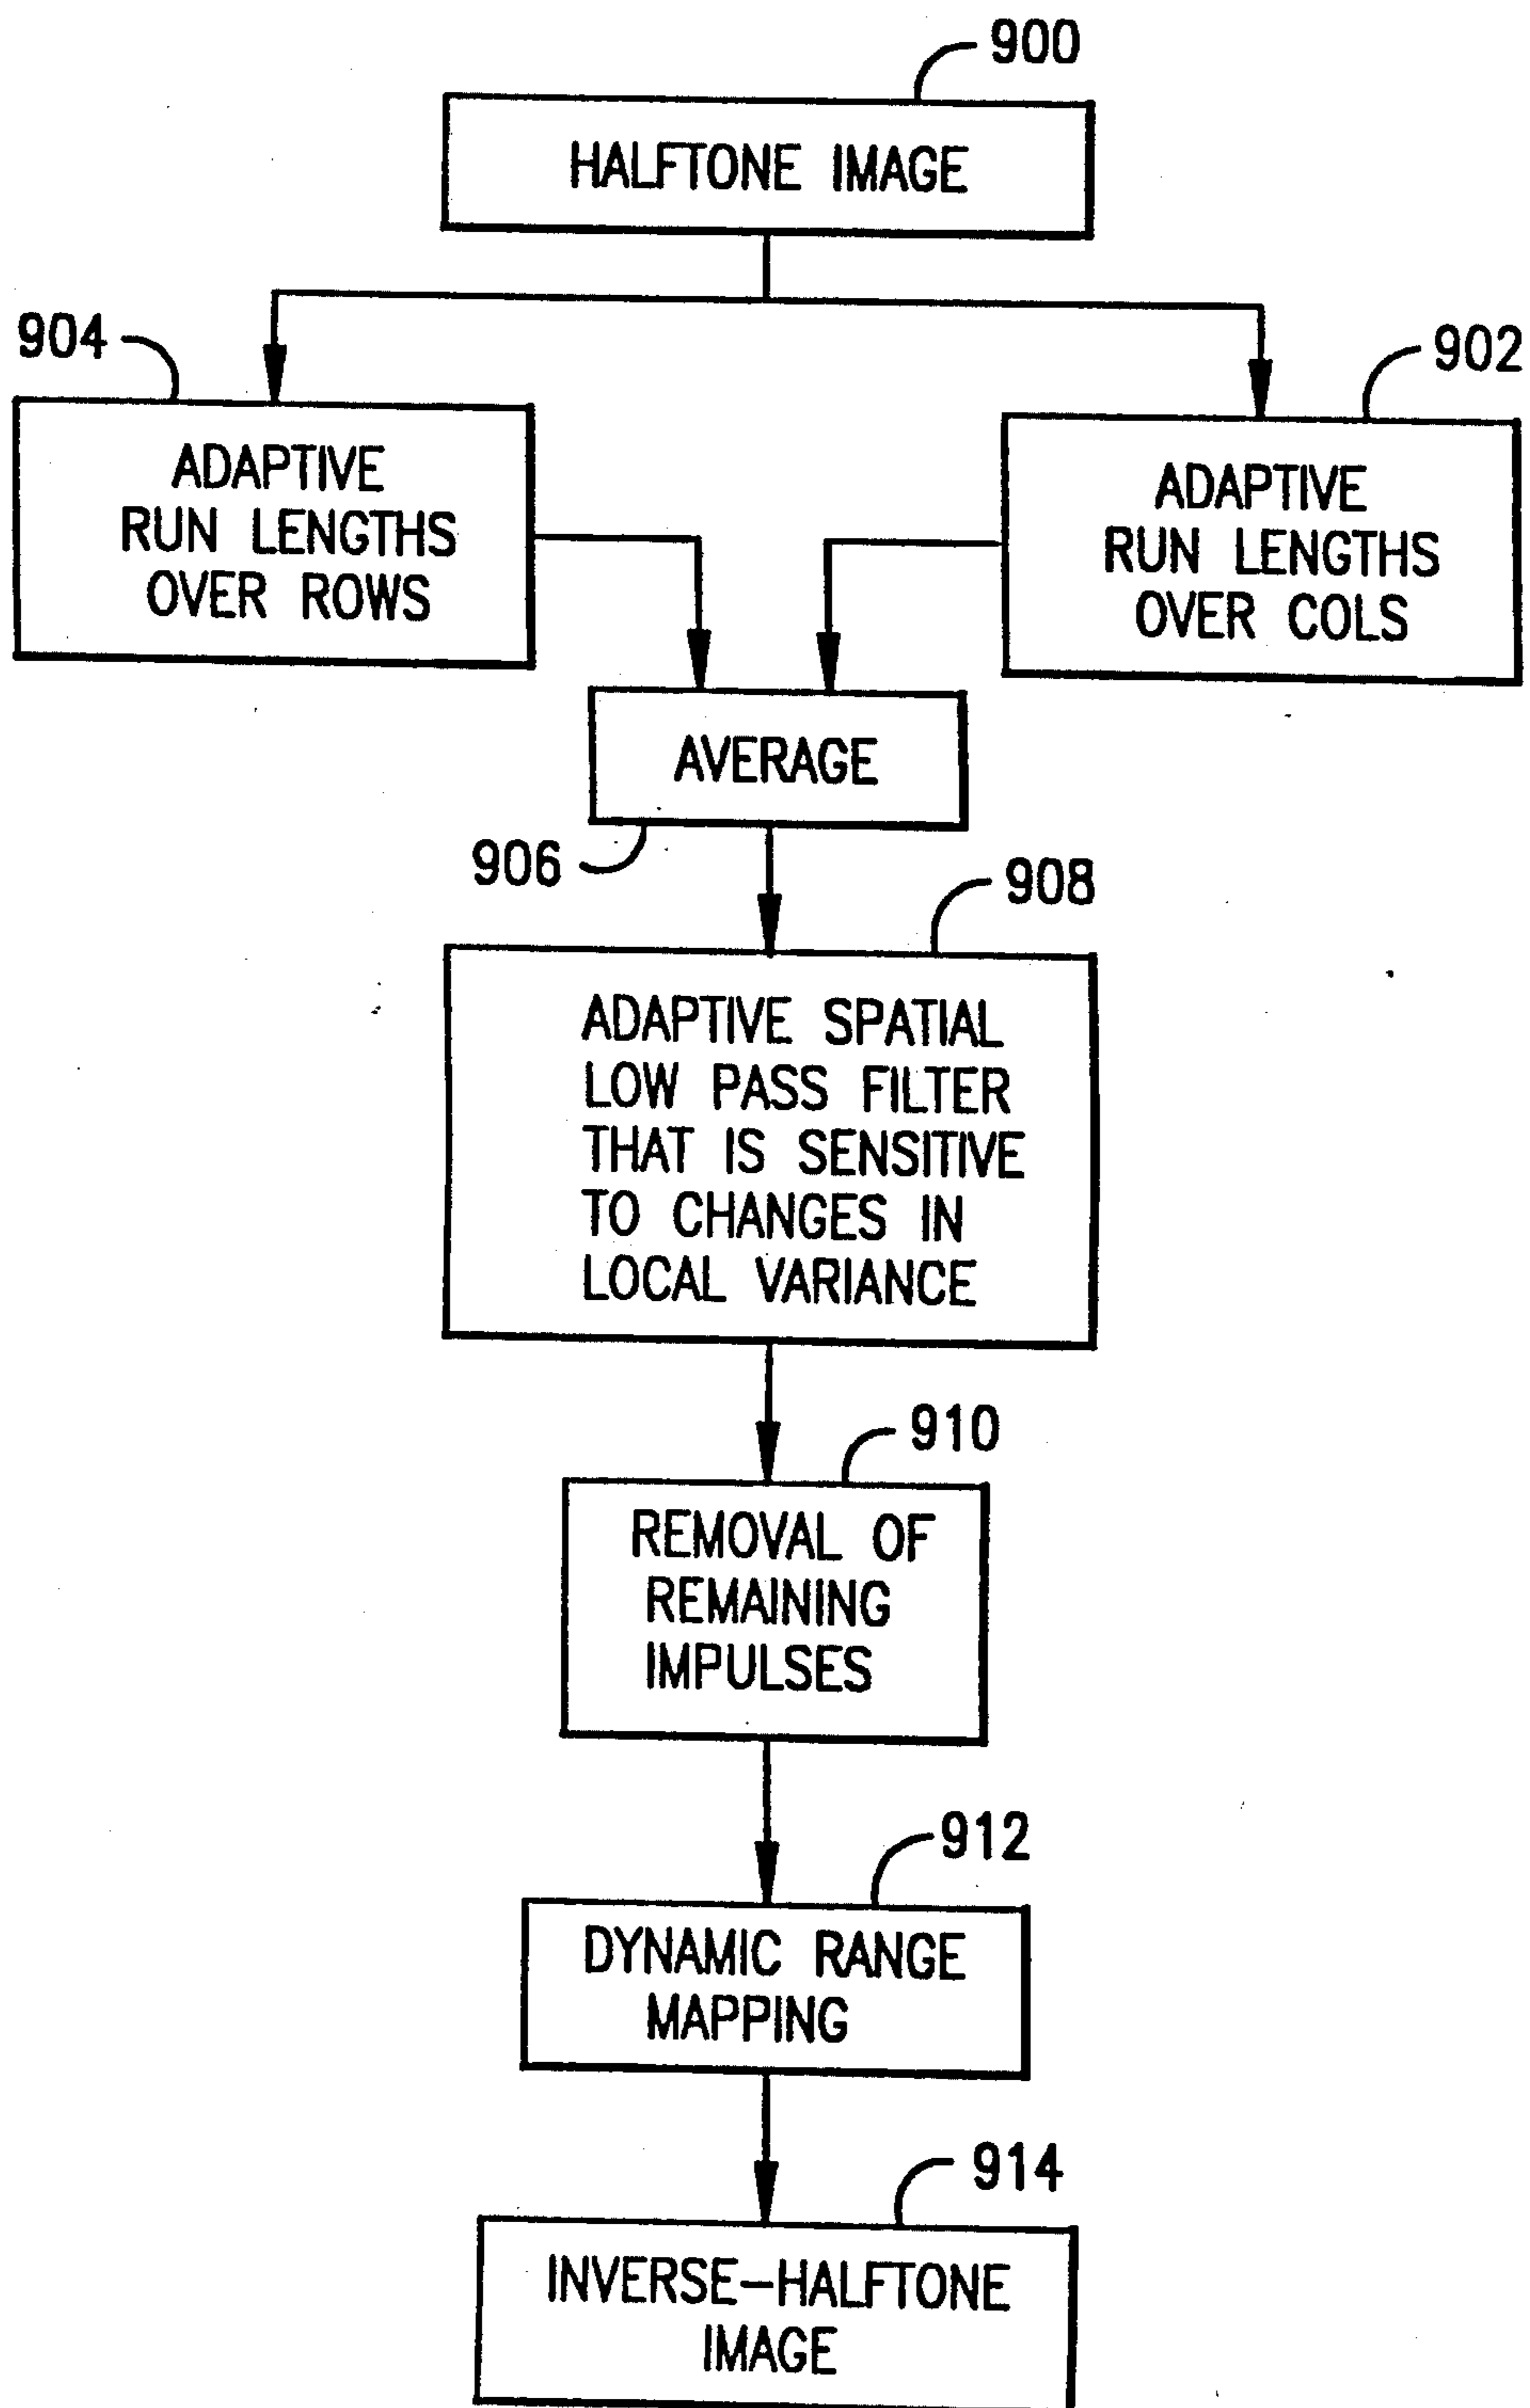 900
HALFTONE IMAGE
904
902
ADAPTIVE
RUN LENGTHS
OVER ROWS
ADAPTIVE
RUN LENGTHS
OVER COLS
AVERAGE
906
908
ADAPTIVE SPATIAL
LOW PASS FILTER
THAT IS SENSITIVE
TO CHANGES IN
LOCAL VARIANCE
910
REMOVAL OF
REMAINING
IMPULSES
912
DYNAMIC RANGE
MAPPING
914
INVERSE-HALFTONE
IMAGE